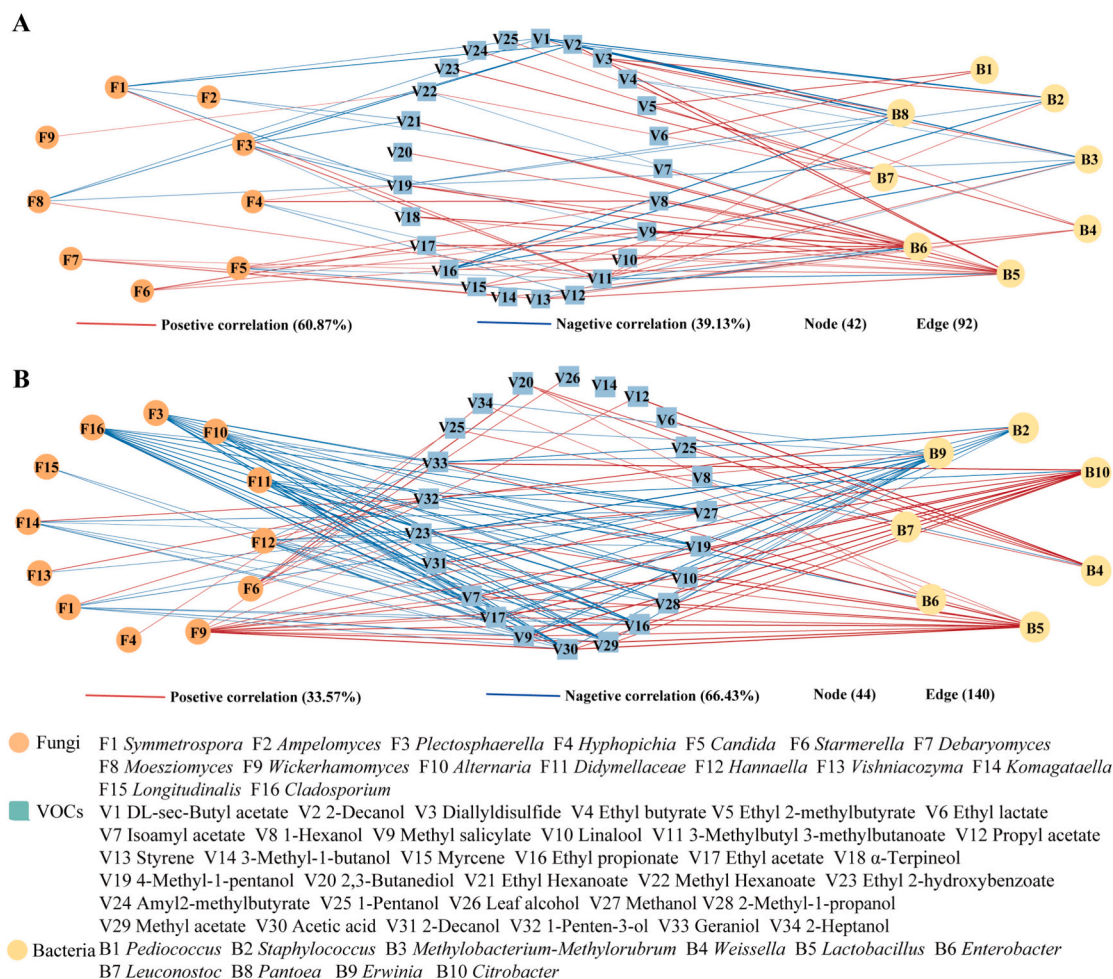 A
V25 V1 V2
V24 V3
V23 V4 B1
F1 F2 V22 V5 B8 B2
F9 F3 V21 V6
V20 V7 B7 B3
F8 F4 V19 V8
V18 V9 B6 B4
F7 F5 V17 V10
F6 V16 V11 B5
V15 V14 V13 V12
Posetive correlation (60.87%) Nagetive correlation (39.13%) Node (42) Edge (92)
B
V20 V26 V14 V12
F3 V34 V6
F16 F10 V25 V25 B2
F15 F11 V33 V8 B9 B10
V32 V27
F14 F12 V23 V19 B7
F13 F6 V31 V10 B4
F1 V7 V28 B6
F4 F9 V17 V16 B5
V9 V30 V29
Posetive correlation (33.57%) Nagetive correlation (66.43%) Node (44) Edge (140)
Fungi F1 Symmetrospora F2 Ampelomyces F3 Plectosphaerella F4 Hyphopichia F5 Candida F6 Starmerella F7 Debaryomyces
F8 Moesziomyces F9 Wickerhamomyces F10 Alternaria F11 Didymellaceae F12 Hannaella F13 Vishniacozyma F14 Komagataella
F15 Longitudinalis F16 Cladosporium
VOCs V1 DL-sec-Butyl acetate V2 2-Decanol V3 Diallyldisulfide V4 Ethyl butyrate V5 Ethyl 2-methylbutyrate V6 Ethyl lactate
V7 Isoamyl acetate V8 1-Hexanol V9 Methyl salicylate V10 Linalool V11 3-Methylbutyl 3-methylbutanoate V12 Propyl acetate
V13 Styrene V14 3-Methyl-1-butanol V15 Myrcene V16 Ethyl propionate V17 Ethyl acetate V18 α-Terpineol
V19 4-Methyl-1-pentanol V20 2,3-Butanediol V21 Ethyl Hexanoate V22 Methyl Hexanoate V23 Ethyl 2-hydroxybenzoate
V24 Amyl2-methylbutyrate V25 1-Pentanol V26 Leaf alcohol V27 Methanol V28 2-Methyl-1-propanol
V29 Methyl acetate V30 Acetic acid V31 2-Decanol V32 1-Penten-3-ol V33 Geraniol V34 2-Heptanol
Bacteria B1 Pediococcus B2 Staphylococcus B3 Methylobacterium-Methylorubrum B4 Weissella B5 Lactobacillus B6 Enterobacter
B7 Leuconostoc B8 Pantoea B9 Erwinia B10 Citrobacter